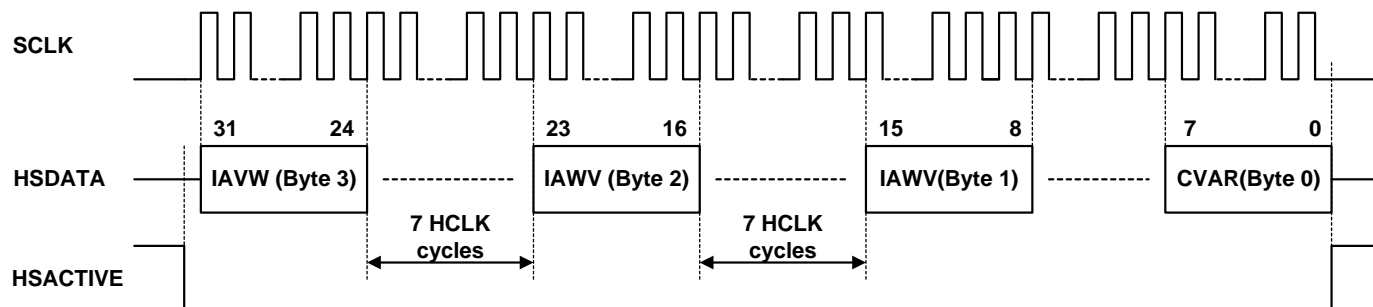 SCLK
31 24 23 16 15 8 7 0
HSDATA IAVW (Byte 3) IAWV (Byte 2) IAWV(Byte 1) CVAR(Byte 0)
7 HCLK 7 HCLK
cycles cycles
HSACTIVE